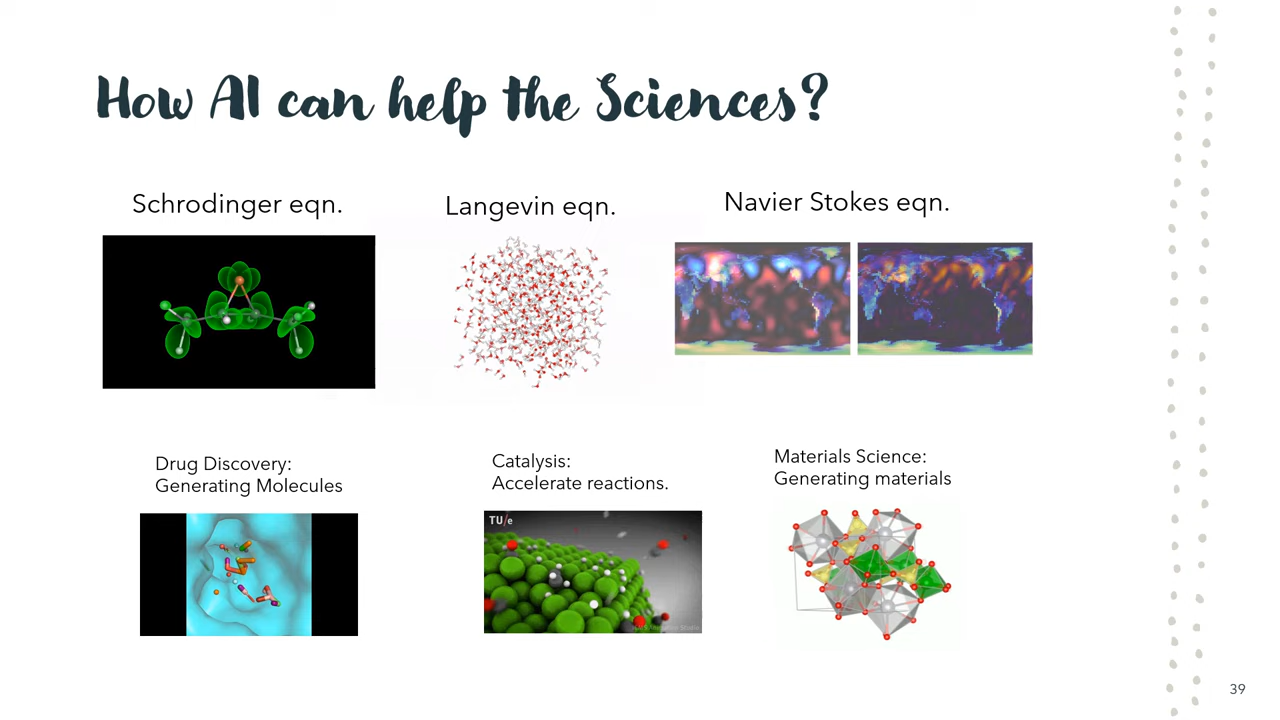 How AI can help the Sciences?
Schrodinger eqn.
Langevin eqn.
Navier Stokes eqn.
Drug Discovery:
Generating Molecules
Catalysis:
Accelerate reactions.
Materials Science:
Generating materials
TU/e
39